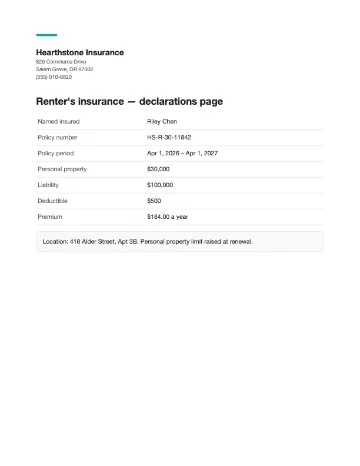 Hearthstone Insurance
820 Commerce Drive
Salem Grove, OR 97002
(555) 010-6620
Renter's insurance — declarations page
Named insured Riley Chen
Policy number HS-R-30-11842
Policy period Apr 1, 2026 – Apr 1, 2027
Personal property $30,000
Liability $100,000
Deductible $500
Premium $184.00 a year
Location: 418 Alder Street, Apt 3B. Personal property limit raised at renewal.